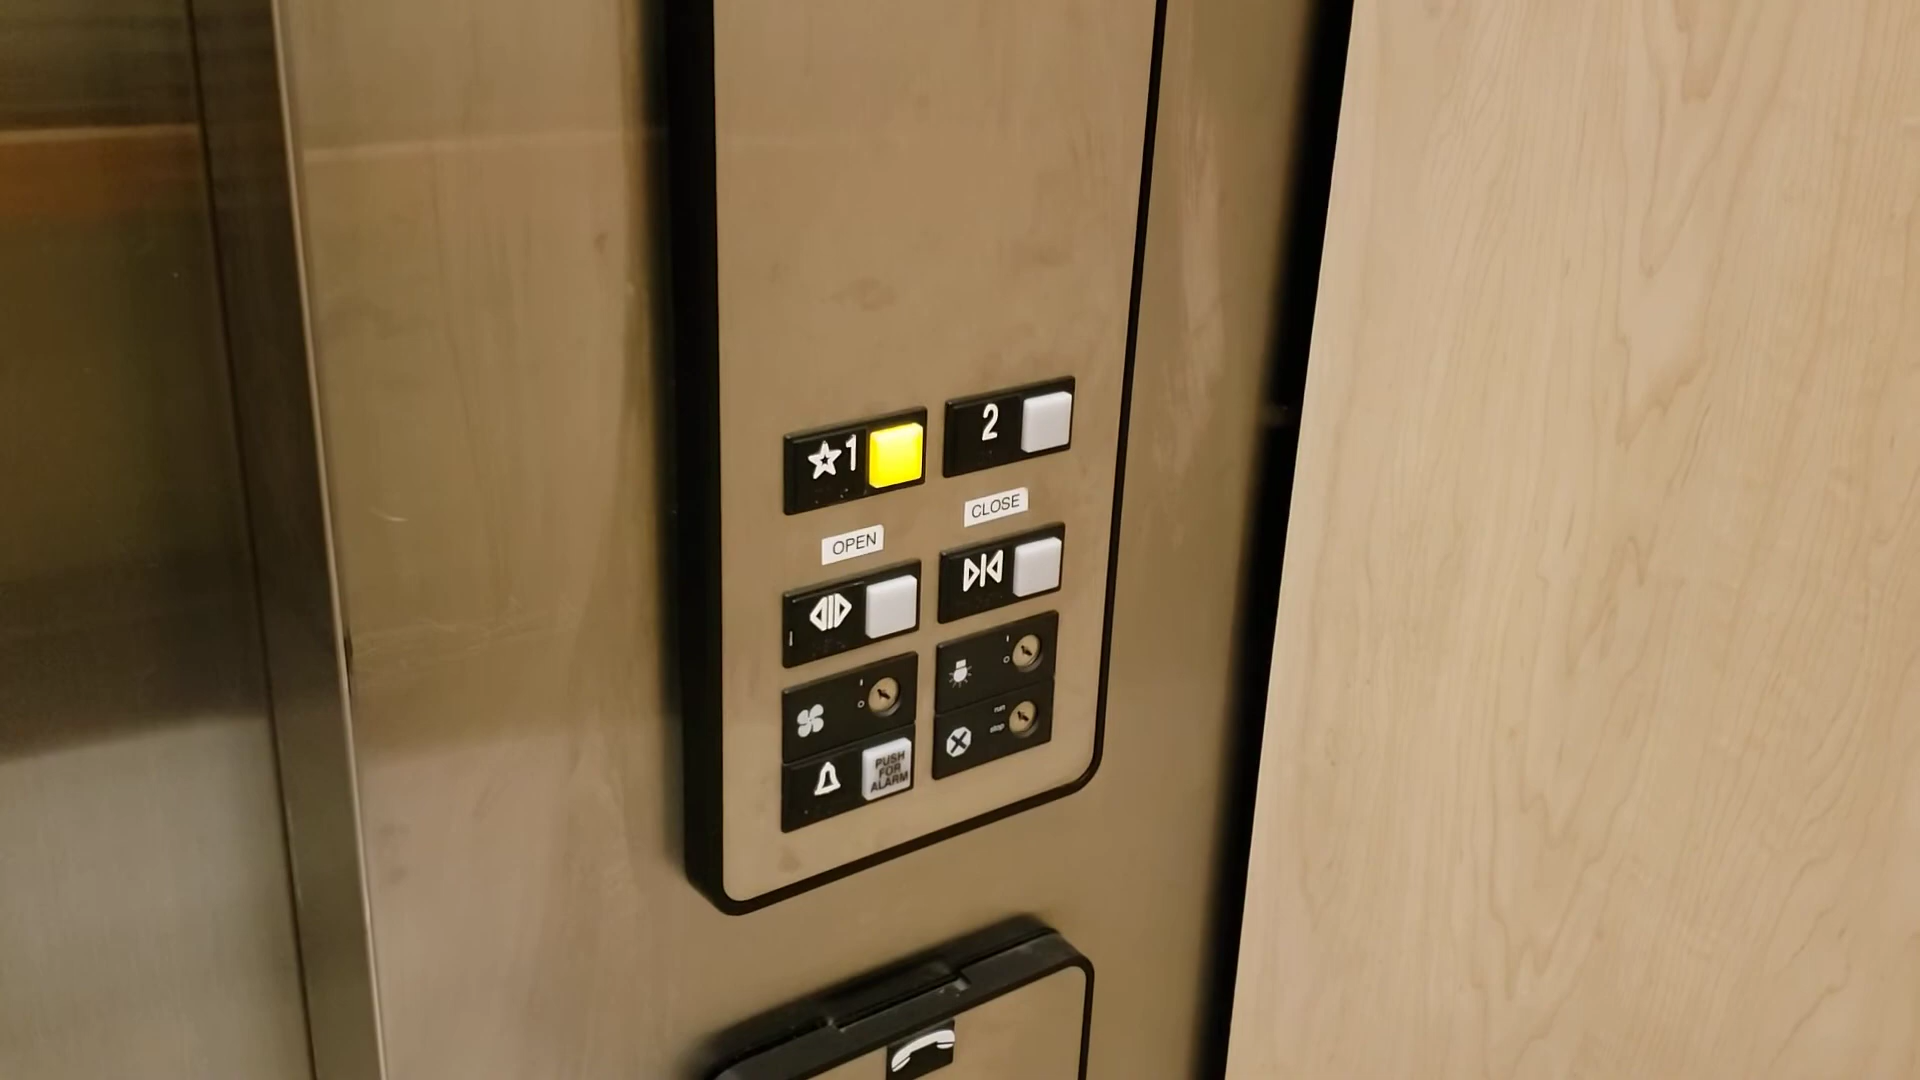 ☆1
2
OPEN
CLOSE
I
O
I
O
run
stop
PUSH
FOR
ALARM